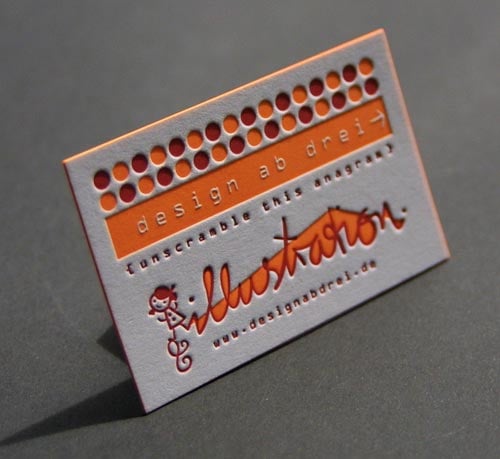 design ab drei→
{unscramble this anagram}
illustration.
www.designabdrei.de